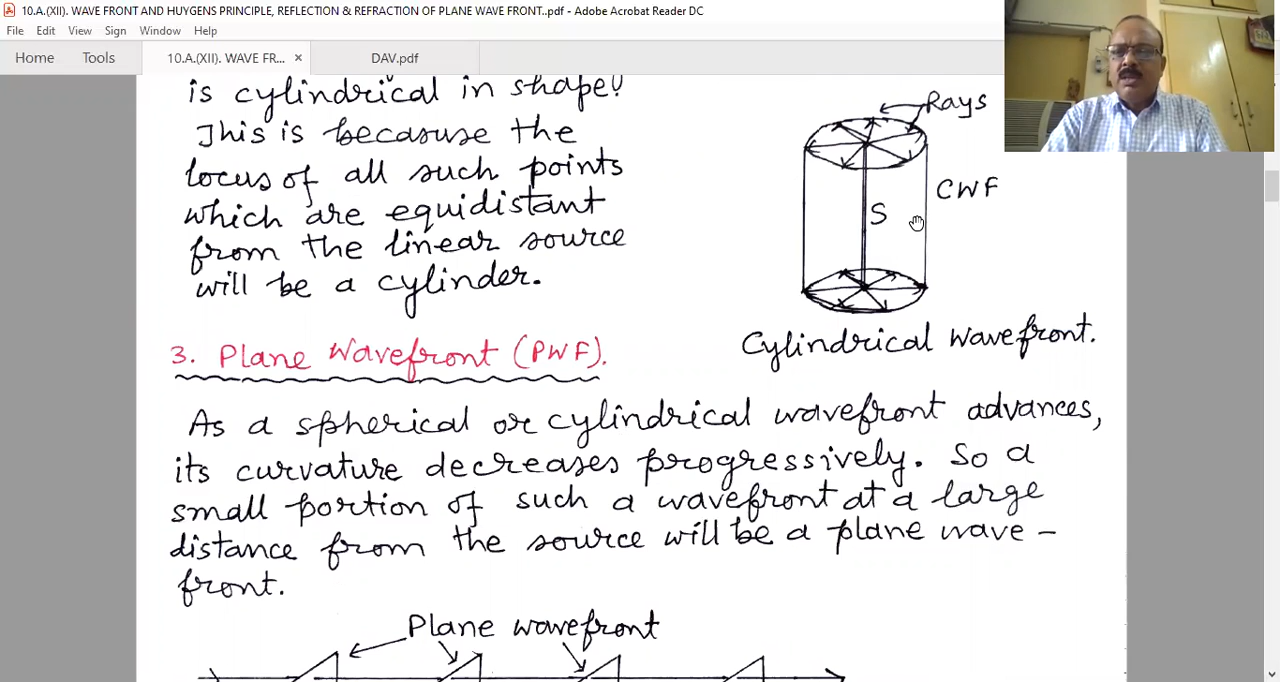 10.A.(XII). WAVE FRONT AND HUYGENS PRINCIPLE, REFLECTION & REFRACTION OF PLANE WAVE FRONT..pdf - Adobe Acrobat Reader DC
File Edit View Sign Window Help
Home Tools 10.A.(XII). WAVE FR... × DAV.pdf
is cylindrical in shape.
This is becasuse the
locus of all such points
which are equidistant
from the linear source
will be a cylinder.
Rays
CWF
S
Cylindrical Wavefront.
3. Plane Wavefront (PWF).
As a spherical or cylindrical wavefront advances,
its curvature decreases progressively. So a
small portion of such a wavefront at a large
distance from the source will be a plane wave-
front.
Plane wavefront